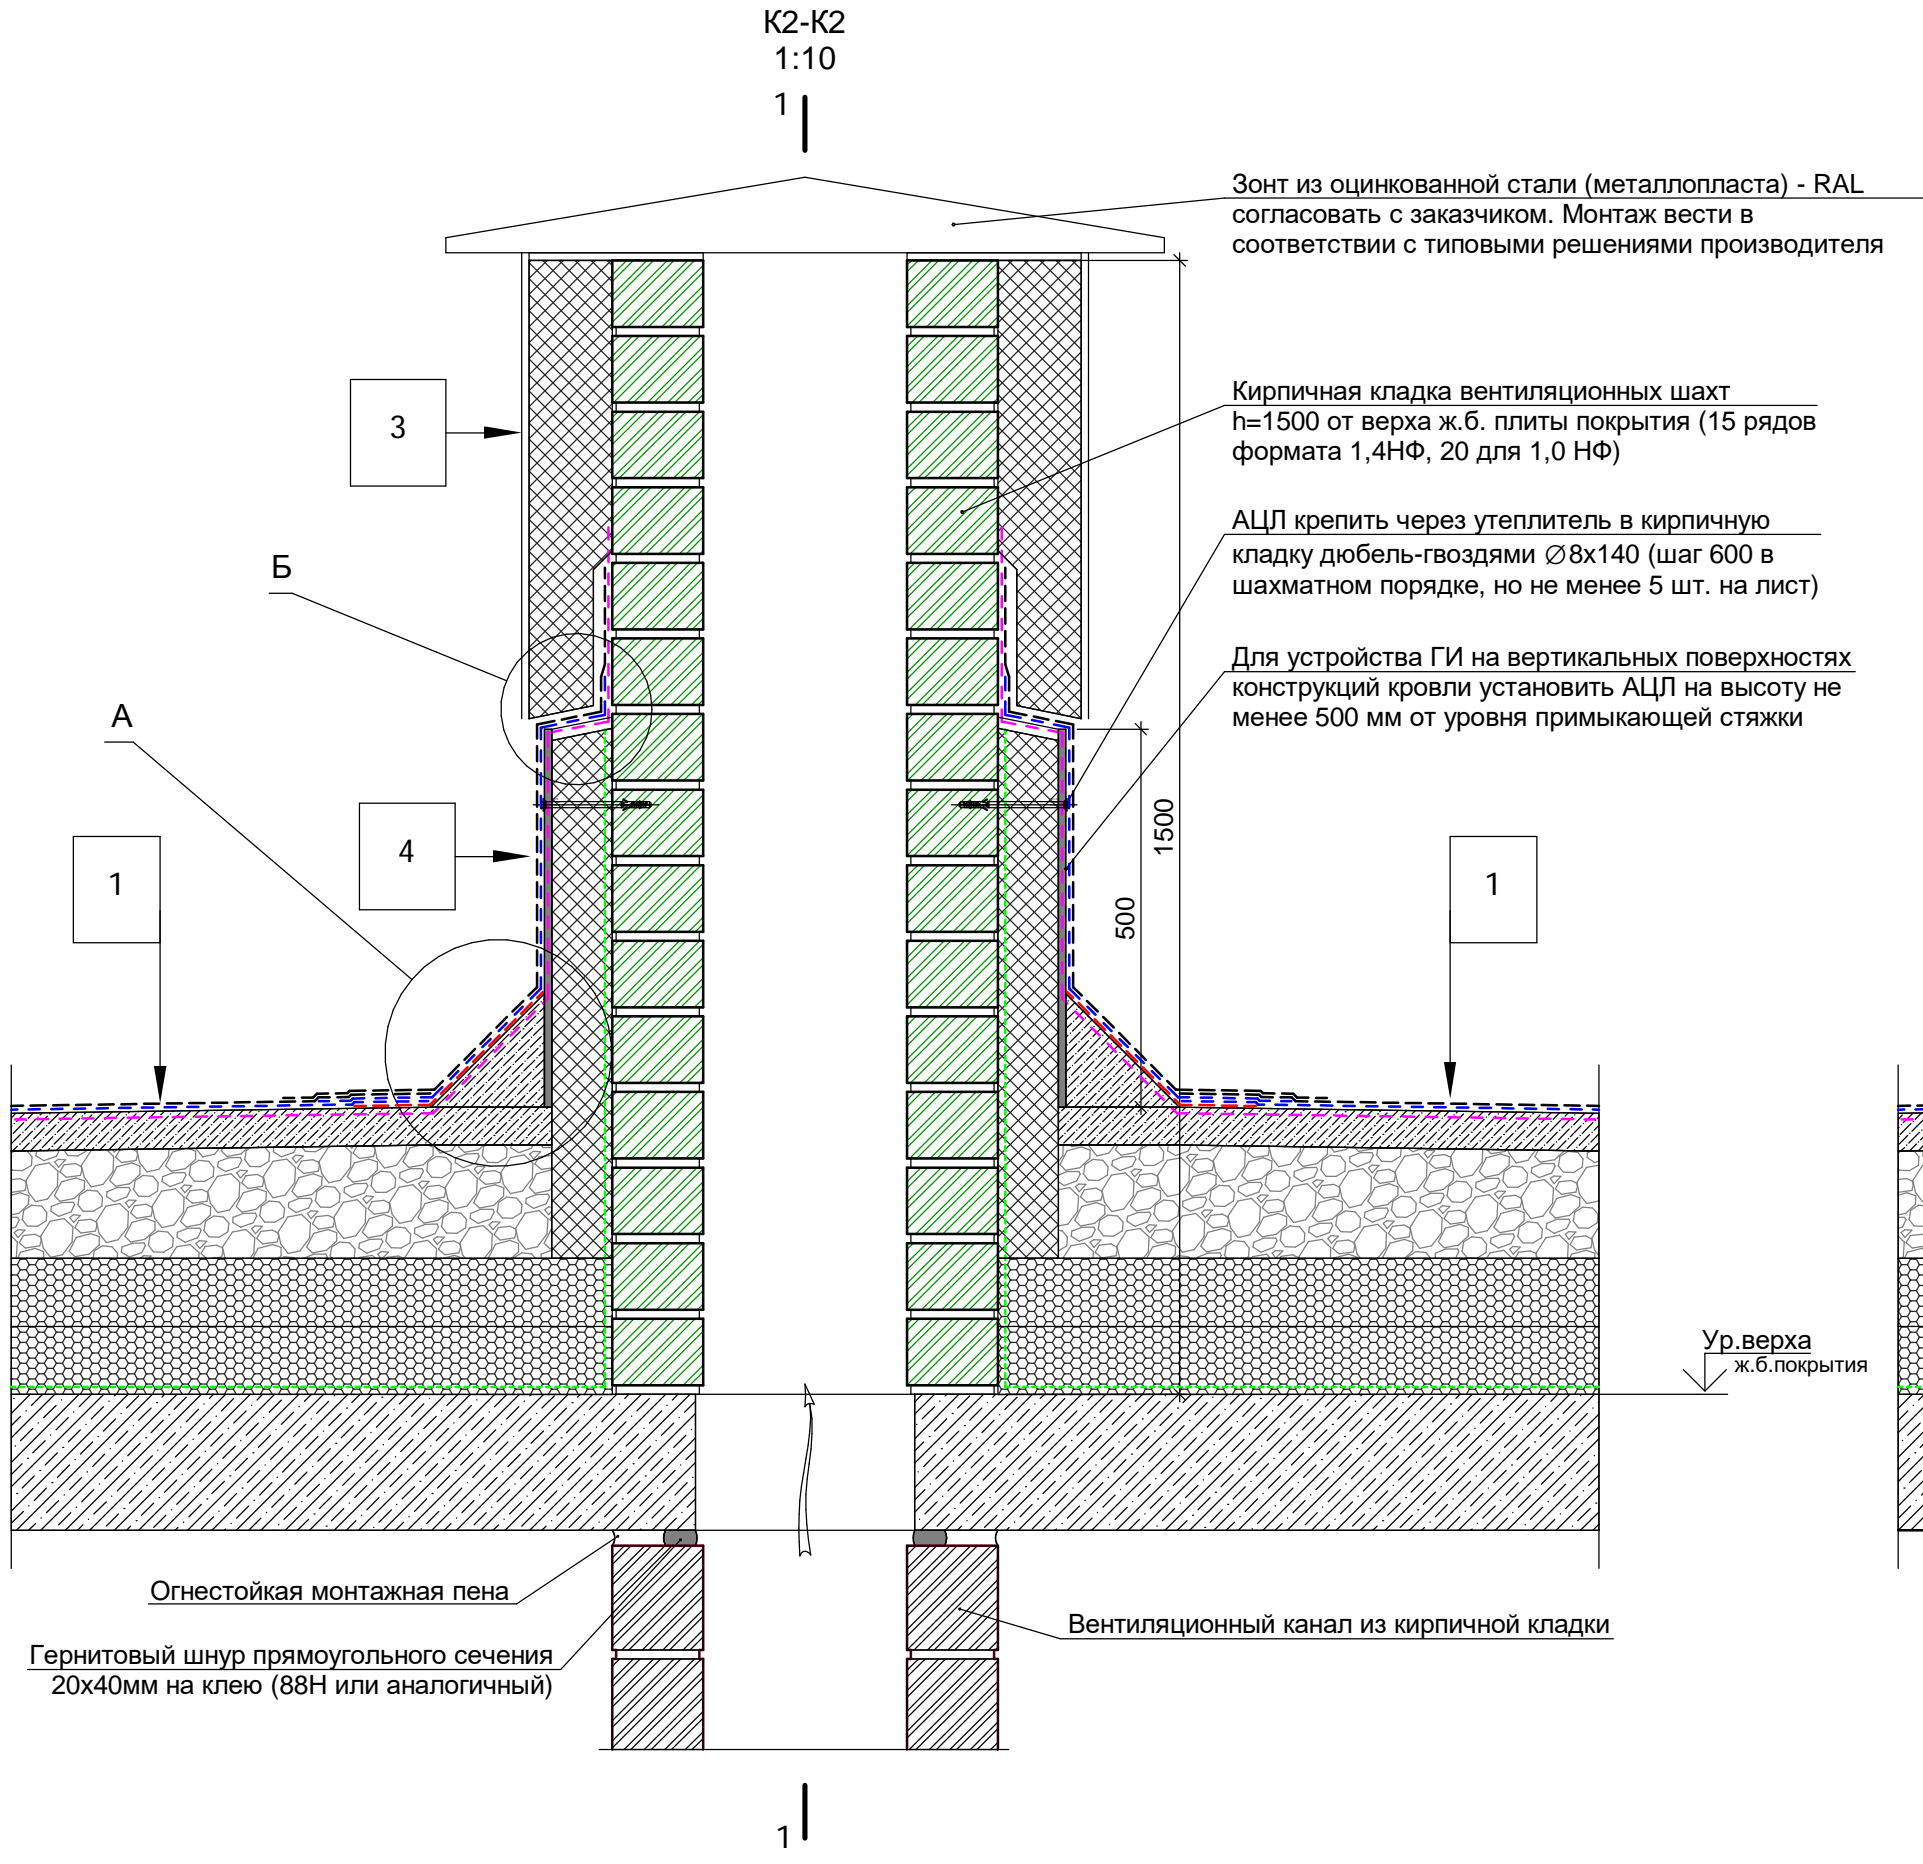 К2-К2
1:10
1
Зонт из оцинкованной стали (металлопласта) - RAL
согласовать с заказчиком. Монтаж вести в
соответствии с типовыми решениями производителя
3
Кирпичная кладка вентиляционных шахт
h=1500 от верха ж.б. плиты покрытия (15 рядов
формата 1,4НФ, 20 для 1,0 НФ)
АЦЛ крепить через утеплитель в кирпичную
кладку дюбель-гвоздями ∅8х140 (шаг 600 в
шахматном порядке, но не менее 5 шт. на лист)
Б
Для устройства ГИ на вертикальных поверхностях
конструкций кровли установить АЦЛ на высоту не
менее 500 мм от уровня примыкающей стяжки
А
4
1
1500
500
1
Ур.верха
ж.б.покрытия
Огнестойкая монтажная пена
Вентиляционный канал из кирпичной кладки
Гернитовый шнур прямоугольного сечения
20х40мм на клею (88Н или аналогичный)
1